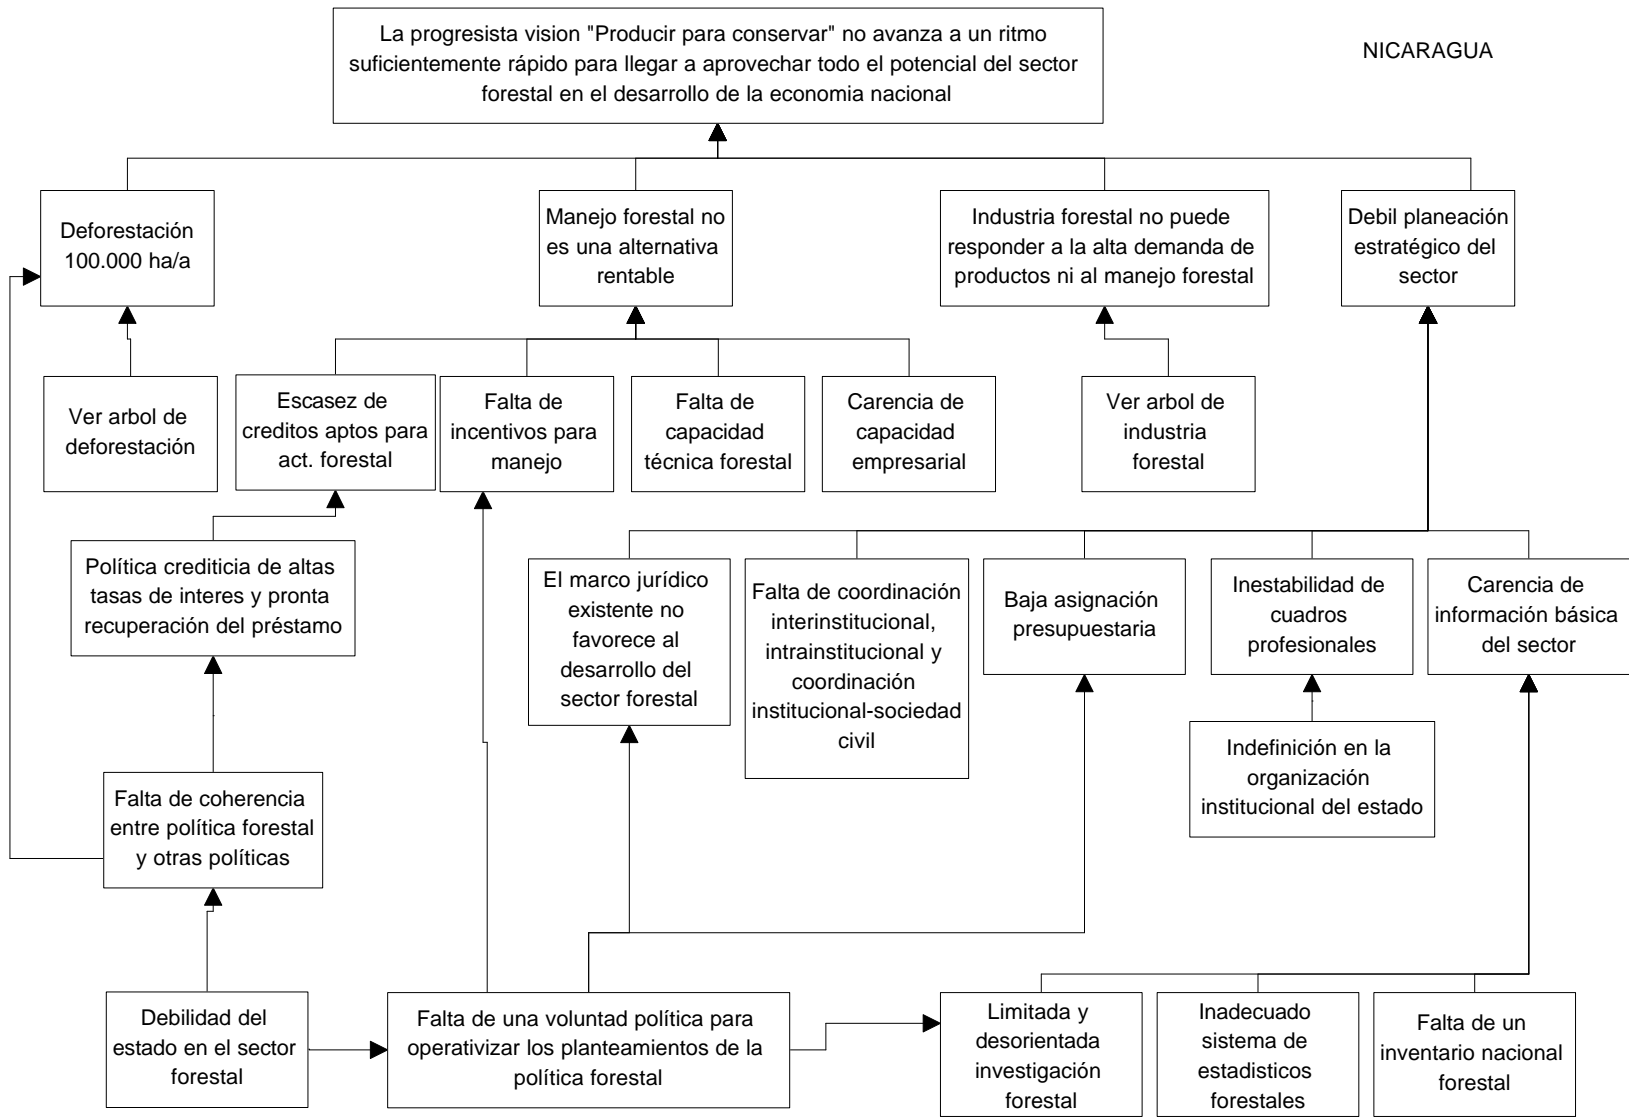 La progresista vision "Producir para conservar" no avanza a un ritmo
suficientemente rápido para llegar a aprovechar todo el potencial del sector
forestal en el desarrollo de la economia nacional
NICARAGUA
Deforestación
100.000 ha/a
Manejo forestal no
es una alternativa
rentable
Industria forestal no puede
responder a la alta demanda de
productos ni al manejo forestal
Debil planeación
estratégico del
sector
Ver arbol de
deforestación
Escasez de
creditos aptos para
act. forestal
Falta de
incentivos para
manejo
Falta de
capacidad
técnica forestal
Carencia de
capacidad
empresarial
Ver arbol de
industria
forestal
Política crediticia de altas
tasas de interes y pronta
recuperación del préstamo
El marco jurídico
existente no
favorece al
desarrollo del
sector forestal
Falta de coordinación
interinstitucional,
intrainstitucional y
coordinación
institucional-sociedad
civil
Baja asignación
presupuestaria
Inestabilidad de
cuadros
profesionales
Carencia de
información básica
del sector
Indefinición en la
organización
institucional del estado
Falta de coherencia
entre política forestal
y otras políticas
Debilidad del
estado en el sector
forestal
Falta de una voluntad política para
operativizar los planteamientos de la
política forestal
Limitada y
desorientada
investigación
forestal
Inadecuado
sistema de
estadisticos
forestales
Falta de un
inventario nacional
forestal